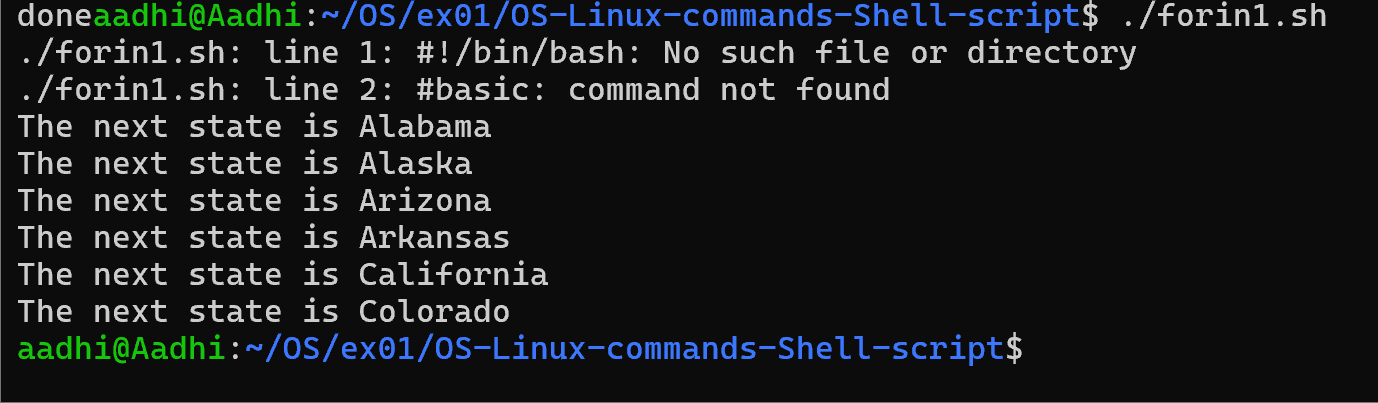 doneaadhi@Aadhi:~/OS/ex01/OS-Linux-commands-Shell-script$ ./forin1.sh
./forin1.sh: line 1: #!/bin/bash: No such file or directory
./forin1.sh: line 2: #basic: command not found
The next state is Alabama
The next state is Alaska
The next state is Arizona
The next state is Arkansas
The next state is California
The next state is Colorado
aadhi@Aadhi:~/OS/ex01/OS-Linux-commands-Shell-script$